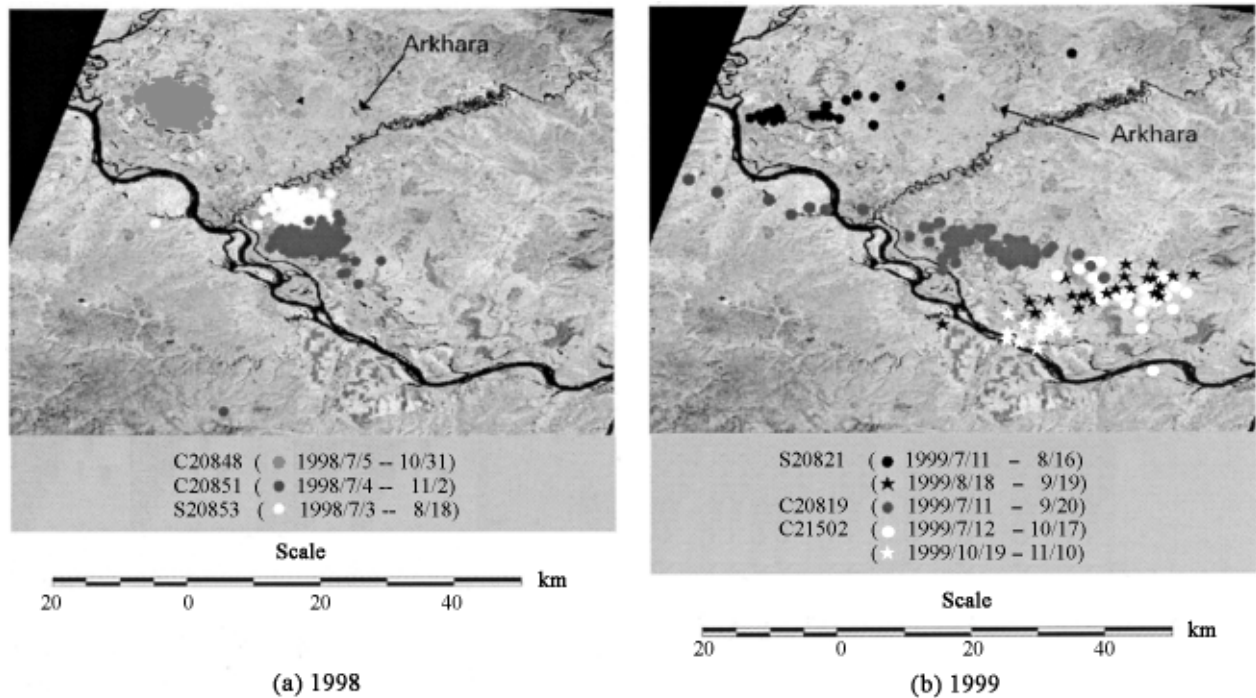 Arkhara
C20848 ( ● 1998/7/5 -- 10/31)
C20851 ( ● 1998/7/4 -- 11/2)
S20853 ( ● 1998/7/3 -- 8/18)
Scale
km
20 0 20 40
(a) 1998
Arkhara
S20821 ( ● 1999/7/11 – 8/16)
( ★ 1999/8/18 – 9/19)
C20819 ( ● 1999/7/11 – 9/20)
C21502 ( ● 1999/7/12 – 10/17)
( ★ 1999/10/19 – 11/10)
Scale
km
20 0 20 40
(b) 1999